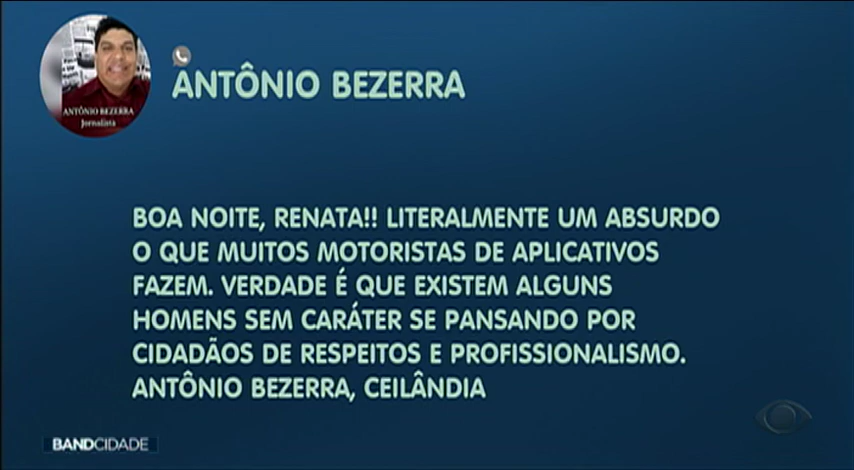 ANTÔNIO BEZERRA
Jornalista
ANTÔNIO BEZERRA
BOA NOITE, RENATA!! LITERALMENTE UM ABSURDO
O QUE MUITOS MOTORISTAS DE APLICATIVOS
FAZEM. VERDADE É QUE EXISTEM ALGUNS
HOMENS SEM CARÁTER SE PANSANDO POR
CIDADÃOS DE RESPEITOS E PROFISSIONALISMO.
ANTÔNIO BEZERRA, CEILÂNDIA
BANDCIDADE